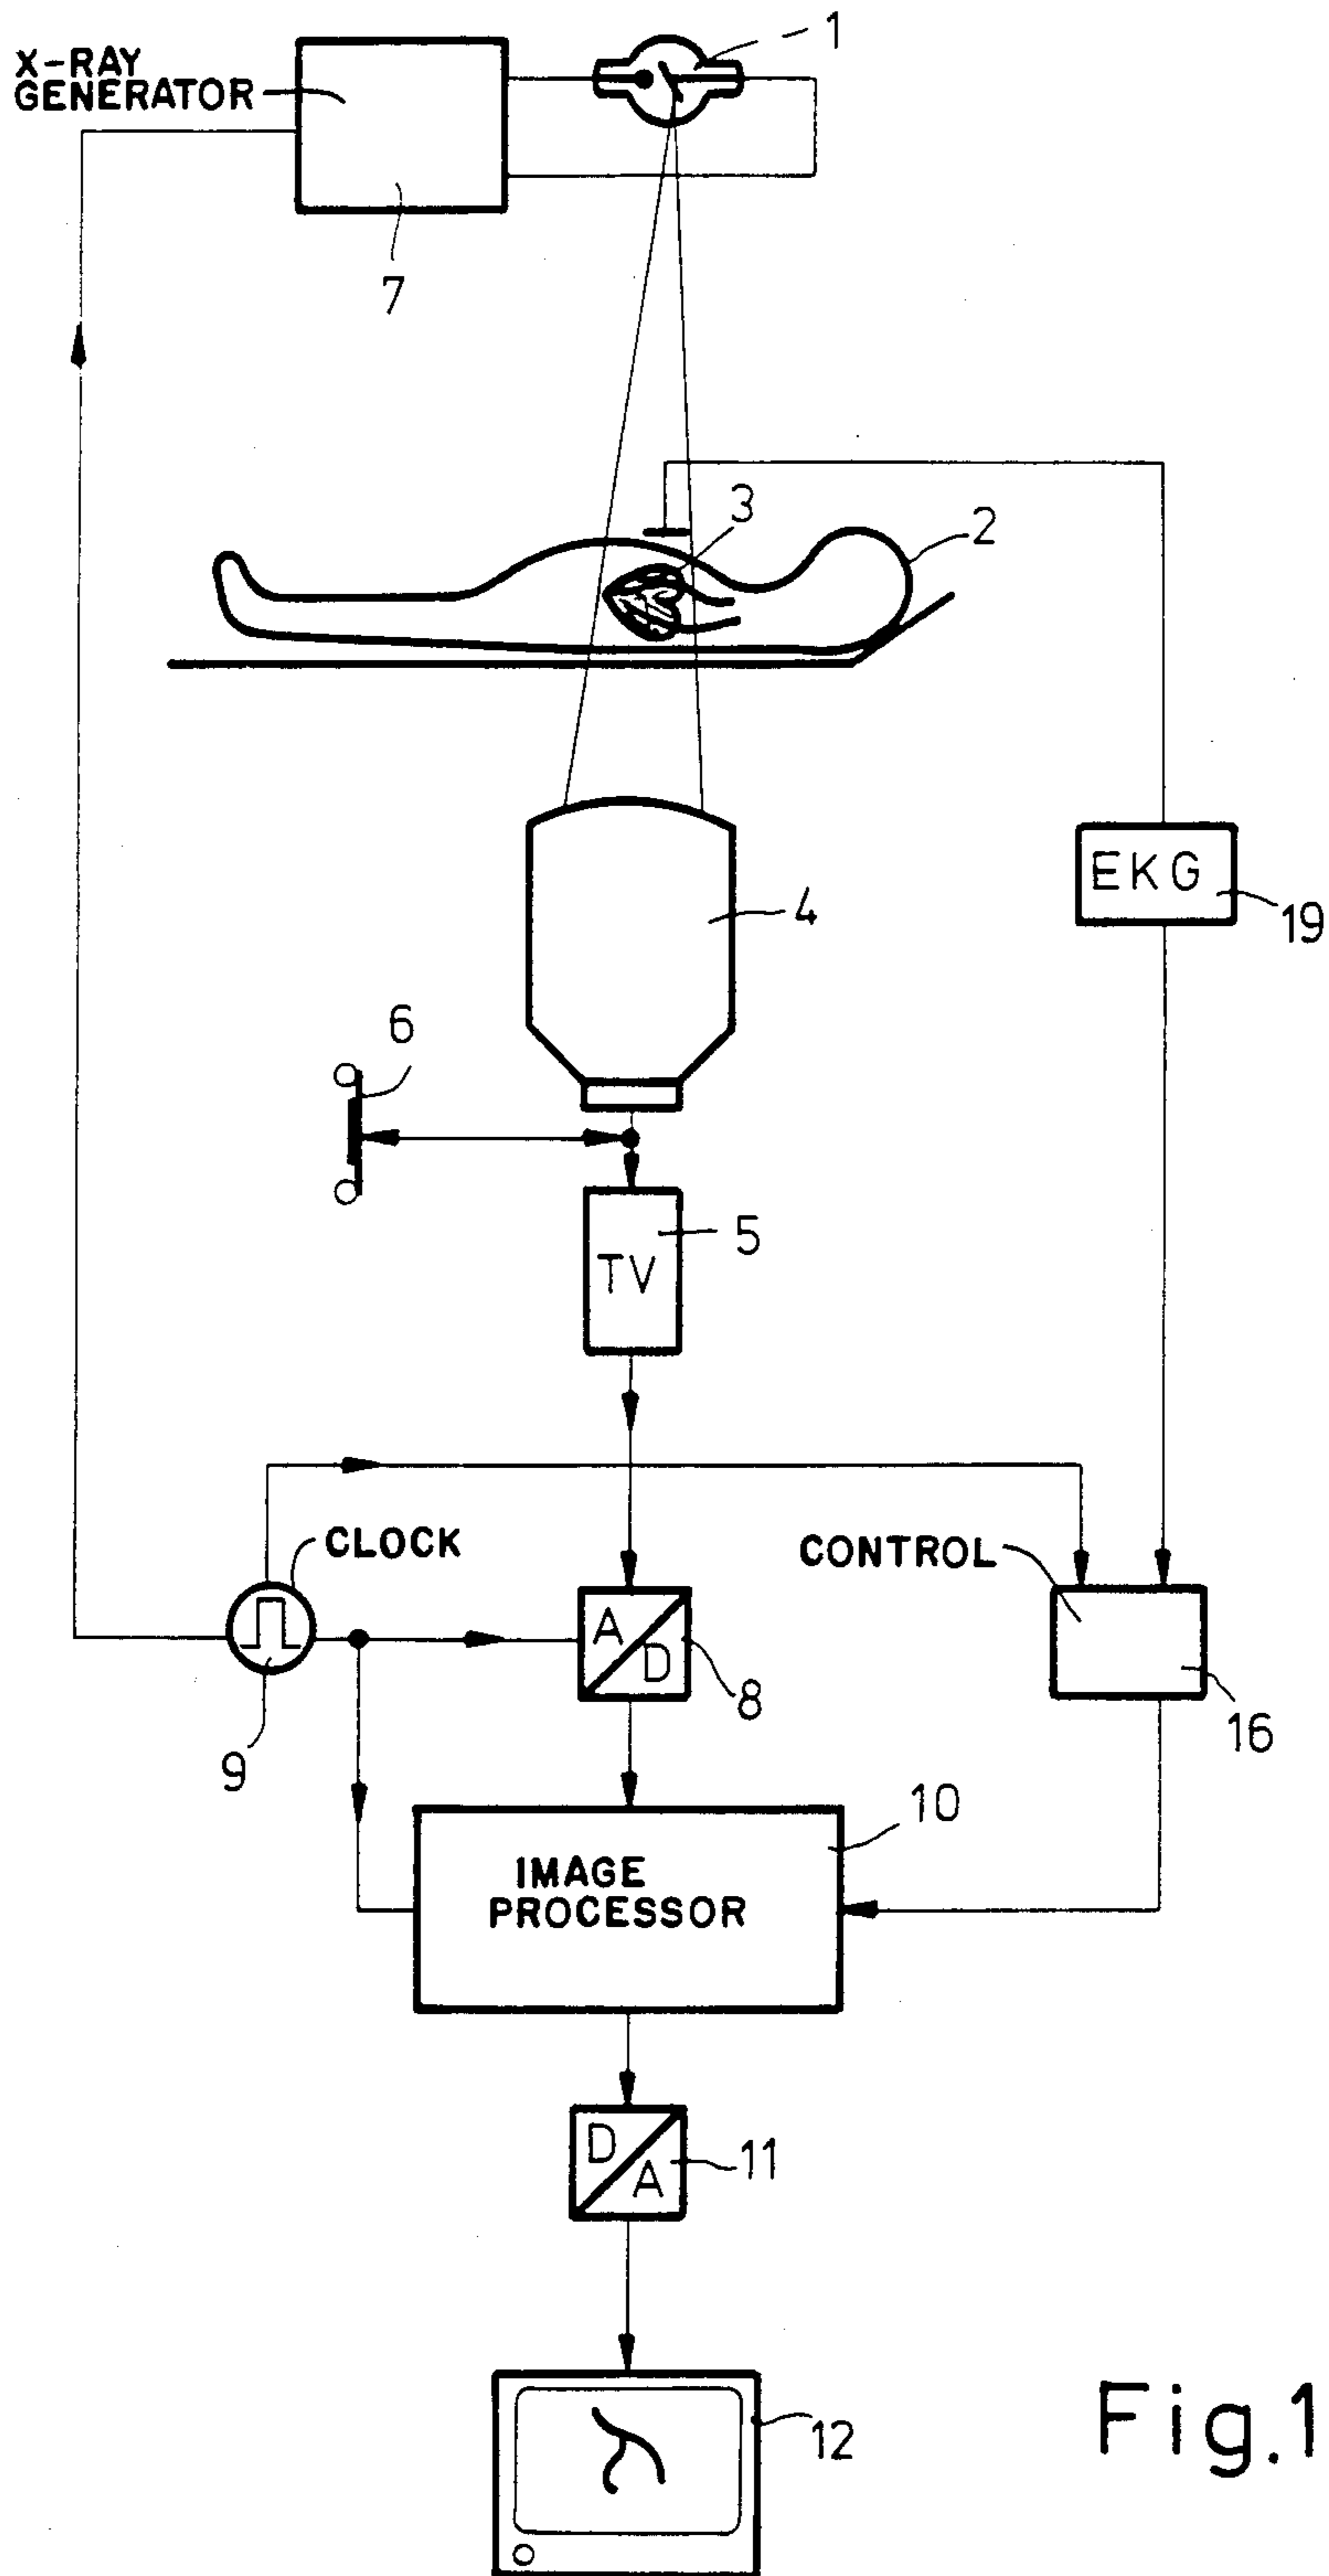 1
X-RAY
GENERATOR
7
3
2
4
EKG
19
6
5
TV
CLOCK
CONTROL
A
D
8
9
16
10
IMAGE
PROCESSOR
D
A
11
12
Fig.1